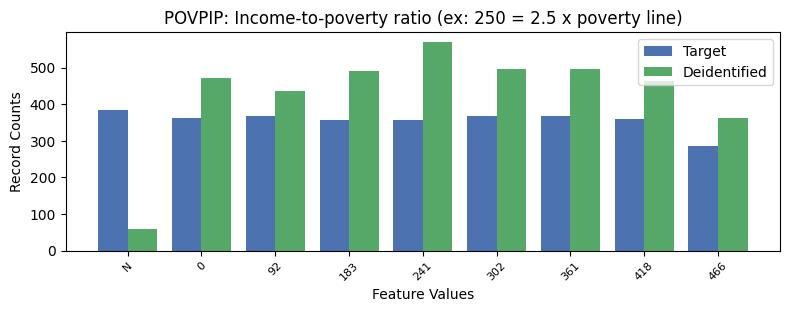 POVPIP: Income-to-poverty ratio (ex: 250 = 2.5 x poverty line)
Target
Deidentified
Record Counts
500
400
300
200
100
0
N
0
92
183
241
302
361
418
466
Feature Values